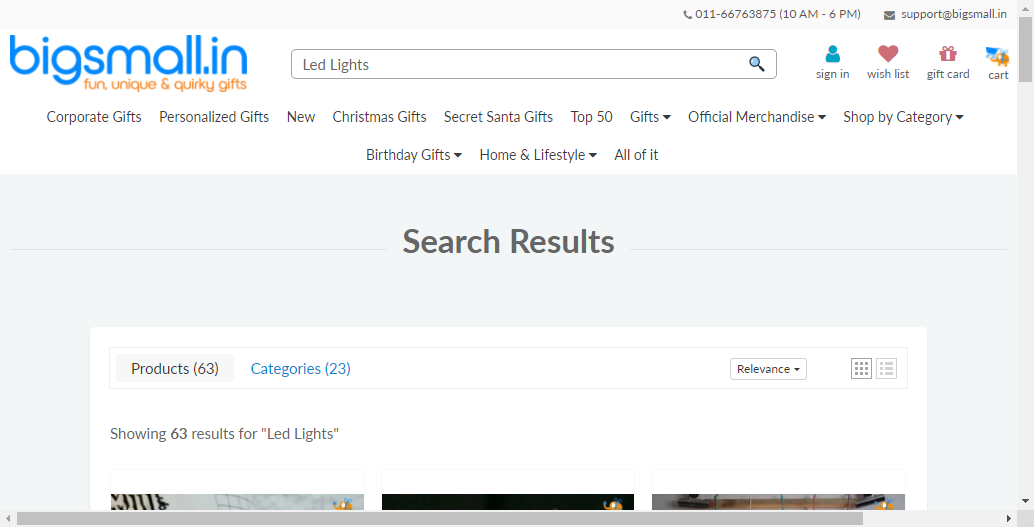 011-66763875 (10 AM - 6 PM) support@bigsmall.in
bigsmall.in
fun, unique & quirky gifts
Led Lights
sign in wish list gift card cart
Corporate Gifts Personalized Gifts New Christmas Gifts Secret Santa Gifts Top 50 Gifts Official Merchandise Shop by Category
Birthday Gifts Home & Lifestyle All of it
Search Results
Products (63) Categories (23) Relevance
Showing 63 results for "Led Lights"